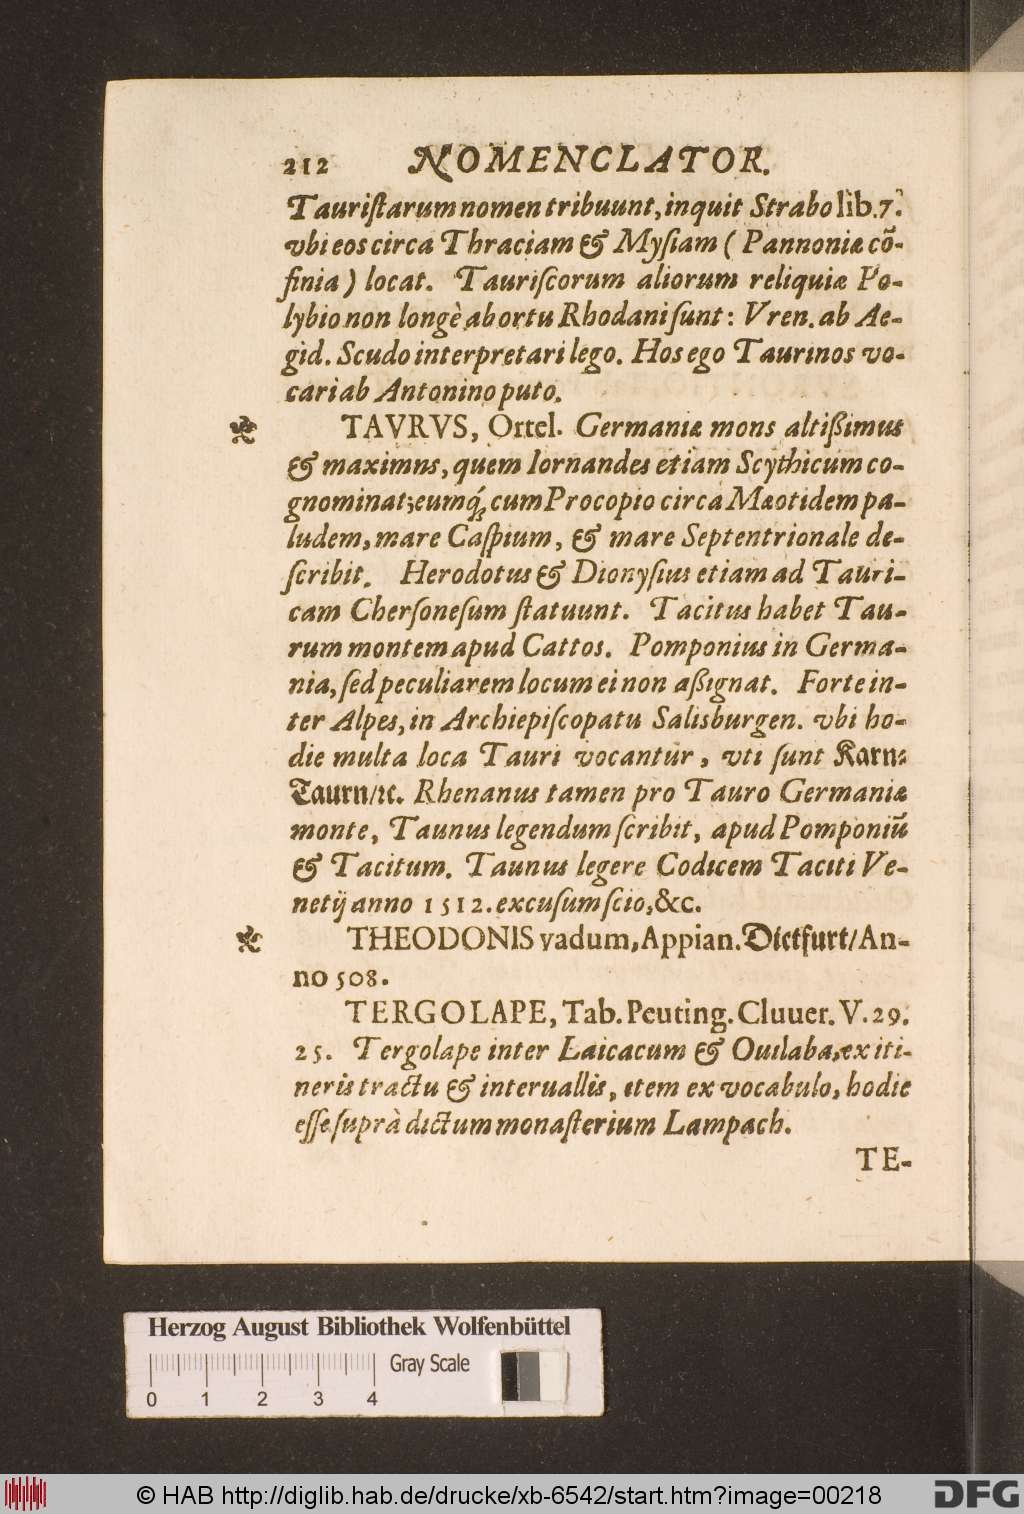 212 NOMENCLATOR.
Tauriſtarum nomen tribuunt, inquit Strabo lib. 7.
vbi eos circa Thraciam & Myſiam ( Pannoniæ cō-
finia ) locat. Tauriſcorum aliorum reliquiæ Po-
lybio non longè ab ortu Rhodani ſunt: Vren. ab Ae-
gid. Scudo interpretari lego. Hos ego Taurinos vo-
cari ab Antonino puto.
TAVRVS, Ortel. Germaniæ mons altißimus
& maximns, quem Iornandes etiam Scythicum co-
gnominat; eumq́; cum Procopio circa Mæotidem pa-
ludem, mare Caſpium, & mare Septentrionale de-
ſcribit. Herodotus & Dionyſius etiam ad Tauri-
cam Cherſoneſum ſtatuunt. Tacitus habet Tau-
rum montem apud Cattos. Pomponius in Germa-
nia, ſed peculiarem locum ei non aßignat. Forte in-
ter Alpes, in Archiepiſcopatu Salisburgen. vbi ho-
die multa loca Tauri vocantur, vti ſunt Karn-
Taurn/ꝛc. Rhenanus tamen pro Tauro Germaniæ
monte, Taunus legendum ſcribit, apud Pomponiū
& Tacitum. Taunus legere Codicem Taciti Ve-
netij anno 1512. excuſum ſcio, &c.
THEODONIS vadum, Appian. Dietfurt/An-
no 508.
TERGOLAPE, Tab. Peuting. Cluuer. V. 29.
25. Tergolape inter Laicacum & Ouilaba, ex iti-
neris tractu & interuallis, item ex vocabulo, hodie
eſſe ſuprà dictum monaſterium Lampach.
TE-
Herzog August Bibliothek Wolfenbüttel
Gray Scale
0 1 2 3 4
© HAB http://diglib.hab.de/drucke/xb-6542/start.htm?image=00218
DFG